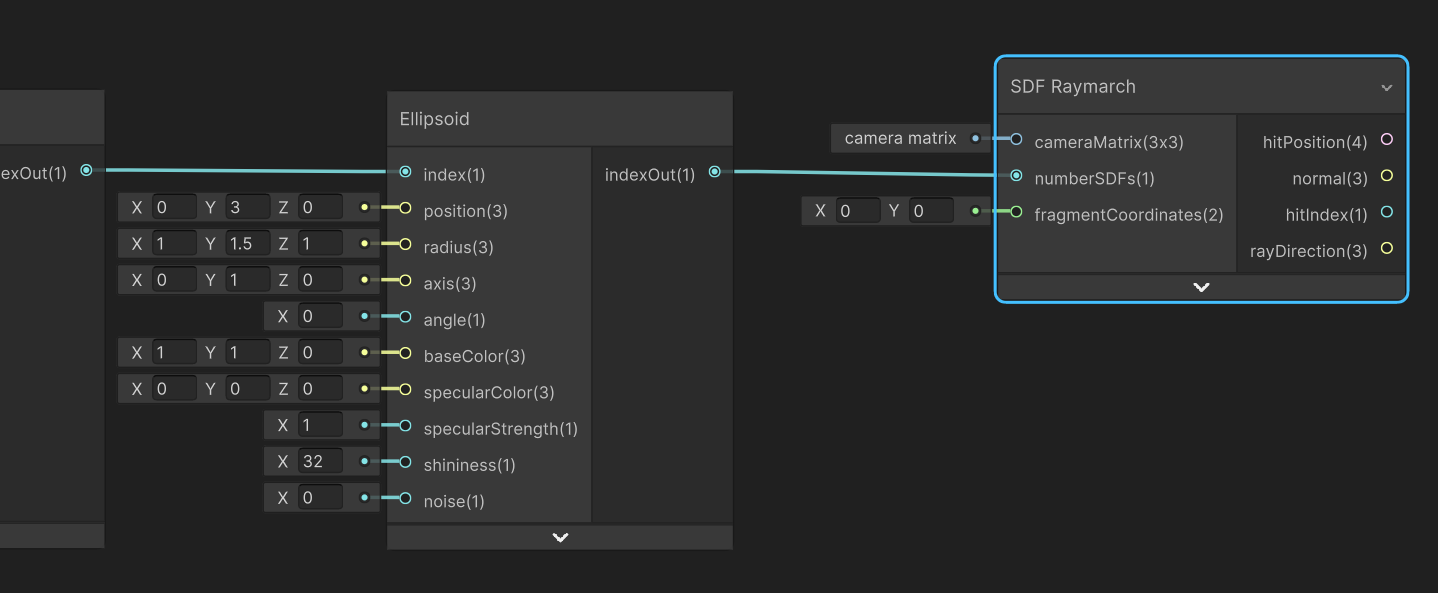 exOut(1)
Ellipsoid
index(1)
indexOut(1)
X 0 Y 3 Z 0
position(3)
X 1 Y 1.5 Z 1
radius(3)
X 0 Y 1 Z 0
axis(3)
X 0
angle(1)
X 1 Y 1 Z 0
baseColor(3)
X 0 Y 0 Z 0
specularColor(3)
X 1
specularStrength(1)
X 32
shininess(1)
X 0
noise(1)
SDF Raymarch
camera matrix
cameraMatrix(3x3)
hitPosition(4)
numberSDFs(1)
normal(3)
X 0 Y 0
fragmentCoordinates(2)
hitIndex(1)
rayDirection(3)